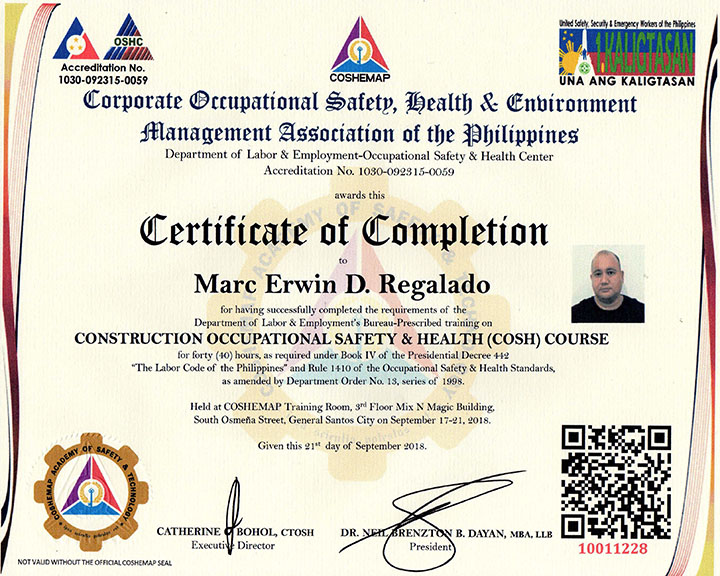 OSHC
Accreditation No.
1030-092315-0059
COSHEMAP
United Safety, Security & Emergency Workers of the Philippines
1KALIGTASAN
UNA ANG KALIGTASAN
Corporate Occupational Safety, Health & Environment
Management Association of the Philippines
Department of Labor & Employment-Occupational Safety & Health Center
Accreditation No. 1030-092315-0059
awards this
Certificate of Completion
to
Marc Erwin D. Regalado
for having successfully completed the requirements of the
Department of Labor & Employment's Bureau-Prescribed training on
CONSTRUCTION OCCUPATIONAL SAFETY & HEALTH (COSH) COURSE
for forty (40) hours, as required under Book IV of the Presidential Decree 442
"The Labor Code of the Philippines" and Rule 1410 of the Occupational Safety & Health Standards,
as amended by Department Order No. 13, series of 1998.
Held at COSHEMAP Training Room, 3rd Floor Mix N Magic Building,
South Osmeña Street, General Santos City on September 17-21, 2018.
Given this 21st day of September 2018.
COSHEMAP ACADEMY OF SAFETY & TECHNOLOGY
CATHERINE BOHOL, CTOSH
Executive Director
DR. NEIL BRENZTON B. DAYAN, MBA, LLB
President
10011228
NOT VALID WITHOUT THE OFFICIAL COSHEMAP SEAL